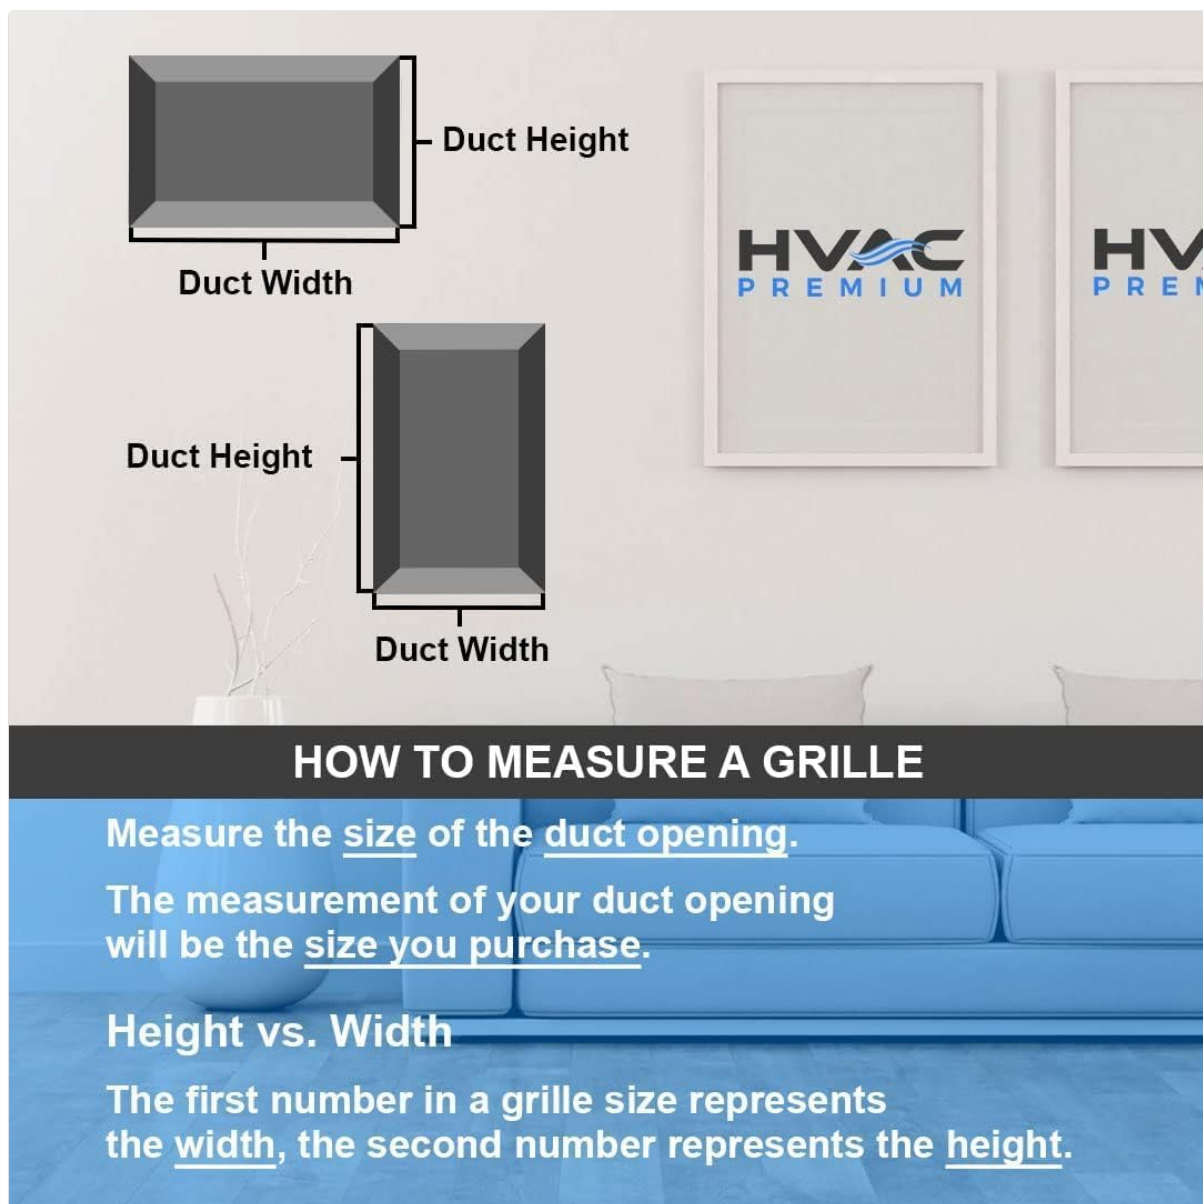 Duct Height
Duct Width
HVAC
PREMIUM
HVA
PREM
Duct Height
Duct Width
HOW TO MEASURE A GRILLE
Measure the size of the duct opening.
The measurement of your duct opening
will be the size you purchase.
Height vs. Width
The first number in a grille size represents
the width, the second number represents the height.